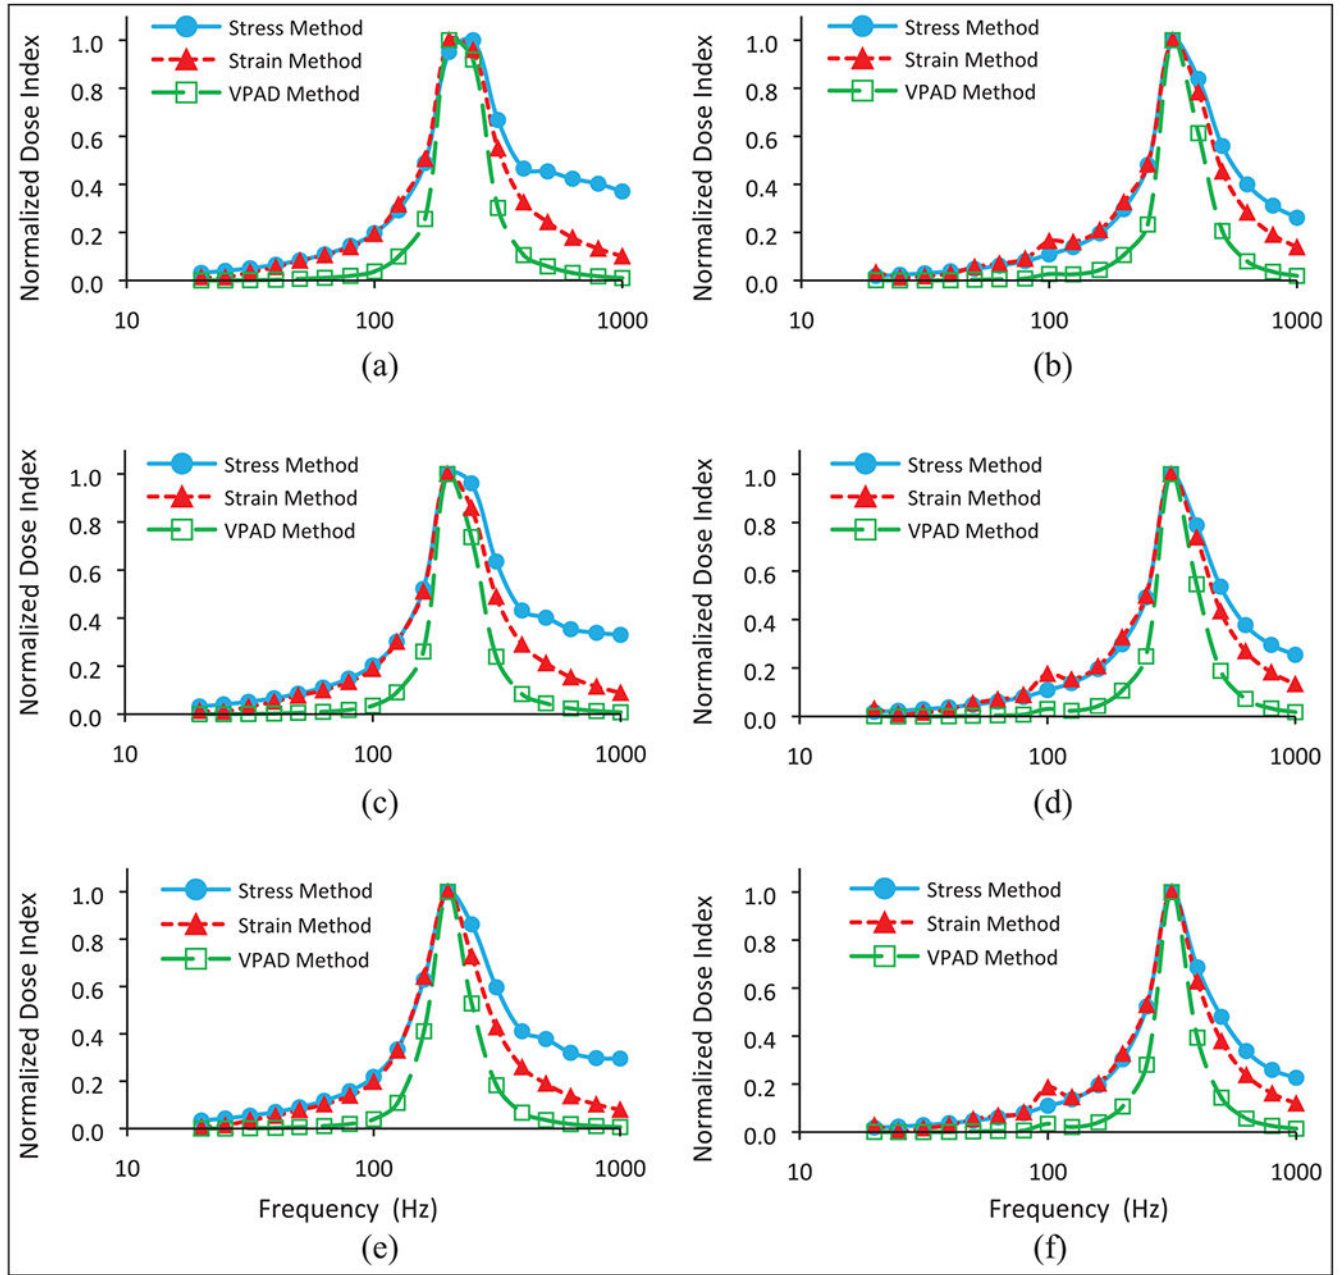 Stress Method
Strain Method
VPAD Method
Normalized Dose Index
1.0
0.8
0.6
0.4
0.2
0.0
10 100 1000
(a)
Stress Method
Strain Method
VPAD Method
Normalized Dose Index
1.0
0.8
0.6
0.4
0.2
0.0
10 100 1000
(b)
Stress Method
Strain Method
VPAD Method
Normalized Dose Index
1.0
0.8
0.6
0.4
0.2
0.0
10 100 1000
(c)
Stress Method
Strain Method
VPAD Method
Normalized Dose Index
1.0
0.8
0.6
0.4
0.2
0.0
10 100 1000
(d)
Stress Method
Strain Method
VPAD Method
Normalized Dose Index
1.0
0.8
0.6
0.4
0.2
0.0
10 100 1000
Frequency (Hz)
(e)
Stress Method
Strain Method
VPAD Method
Normalized Dose Index
1.0
0.8
0.6
0.4
0.2
0.0
10 100 1000
Frequency (Hz)
(f)